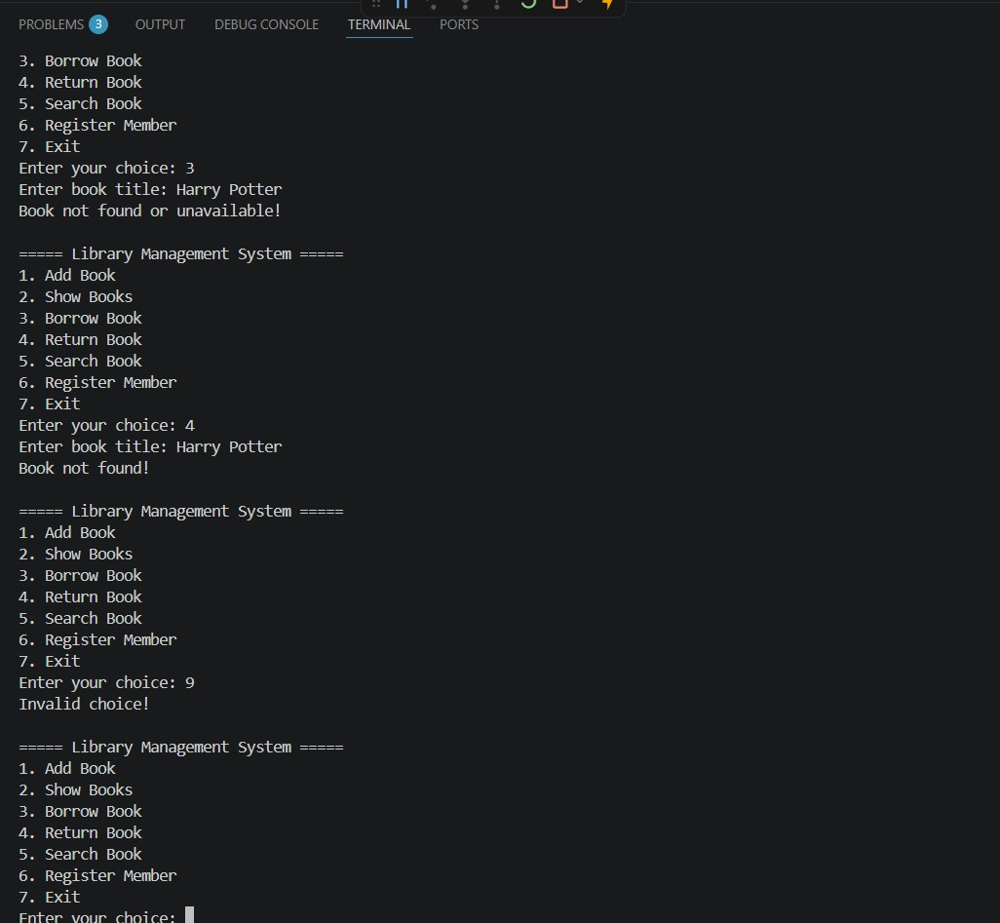 PROBLEMS 3 OUTPUT DEBUG CONSOLE TERMINAL PORTS
3. Borrow Book
4. Return Book
5. Search Book
6. Register Member
7. Exit
Enter your choice: 3
Enter book title: Harry Potter
Book not found or unavailable!
===== Library Management System =====
1. Add Book
2. Show Books
3. Borrow Book
4. Return Book
5. Search Book
6. Register Member
7. Exit
Enter your choice: 4
Enter book title: Harry Potter
Book not found!
===== Library Management System =====
1. Add Book
2. Show Books
3. Borrow Book
4. Return Book
5. Search Book
6. Register Member
7. Exit
Enter your choice: 9
Invalid choice!
===== Library Management System =====
1. Add Book
2. Show Books
3. Borrow Book
4. Return Book
5. Search Book
6. Register Member
7. Exit
Enter your choice: